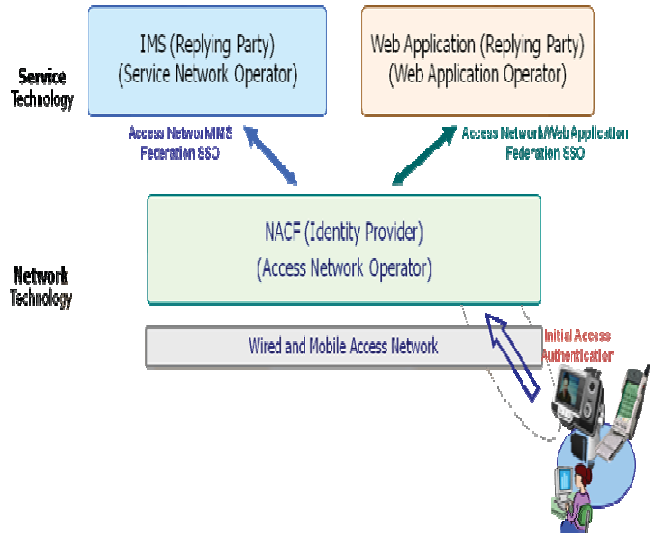 IMS (Replying Party)
(Service Network Operator)
Web Application (Replying Party)
(Web Application Operator)
Service
Technology
Access Network/IMS
Federation SSO
Access Network/Web Application
Federation SSO
NACF (Identity Provider)
(Access Network Operator)
Network
Technology
Wired and Mobile Access Network
Initial Access
Authentication